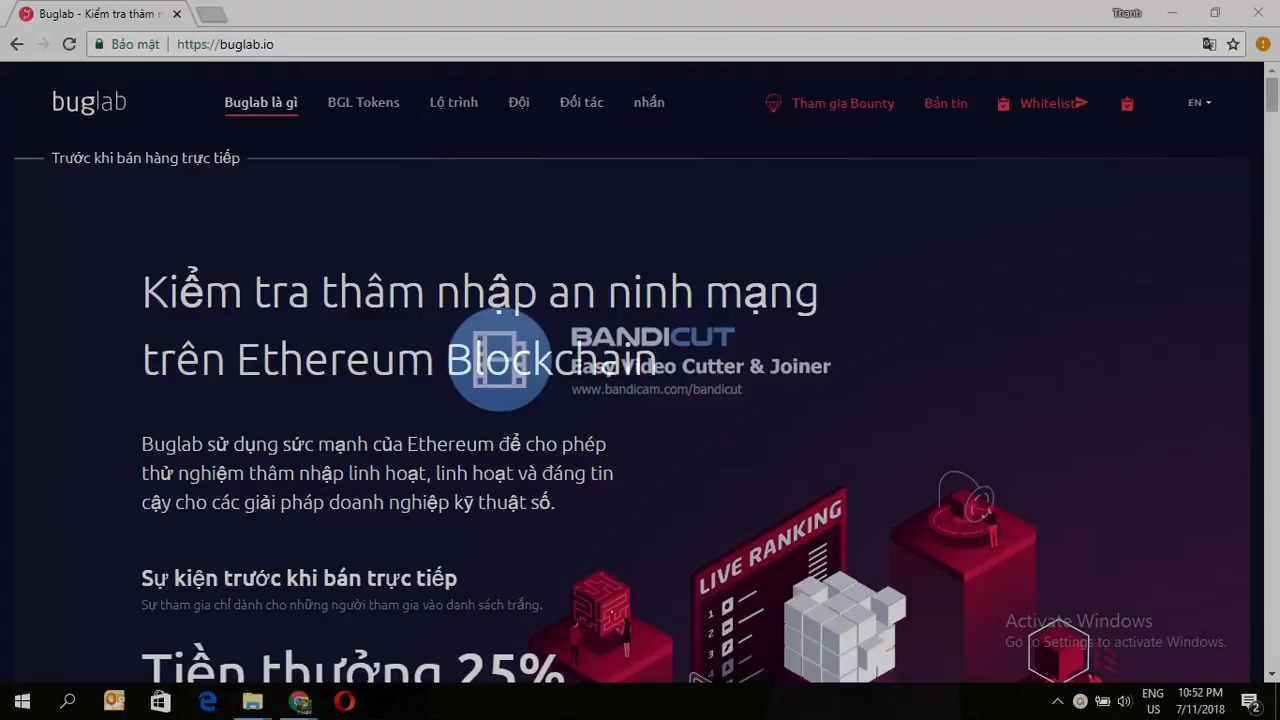 Buglab - Kiểm tra thâm n
Thanh
Bảo mật
https://buglab.io
buglab
Buglab là gì
BGL Tokens
Lộ trình
Đội
Đối tác
nhấn
Tham gia Bounty
Bản tin
Whitelist
EN
Trước khi bán hàng trực tiếp
Kiểm tra thâm nhập an ninh mạng
trên Ethereum Blockchain
BANDICUT
Easy Video Cutter & Joiner
www.bandicam.com/bandicut
Buglab sử dụng sức mạnh của Ethereum để cho phép
thử nghiệm thâm nhập linh hoạt, linh hoạt và đáng tin
cậy cho các giải pháp doanh nghiệp kỹ thuật số.
LIVE RANKING
1
2
3
4
Sự kiện trước khi bán trực tiếp
Sự tham gia chỉ dành cho những người tham gia vào danh sách trắng.
Tiền thưởng 25%
Activate Windows
Go to Settings to activate Windows.
ENG
US
10:52 PM
7/11/2018
2